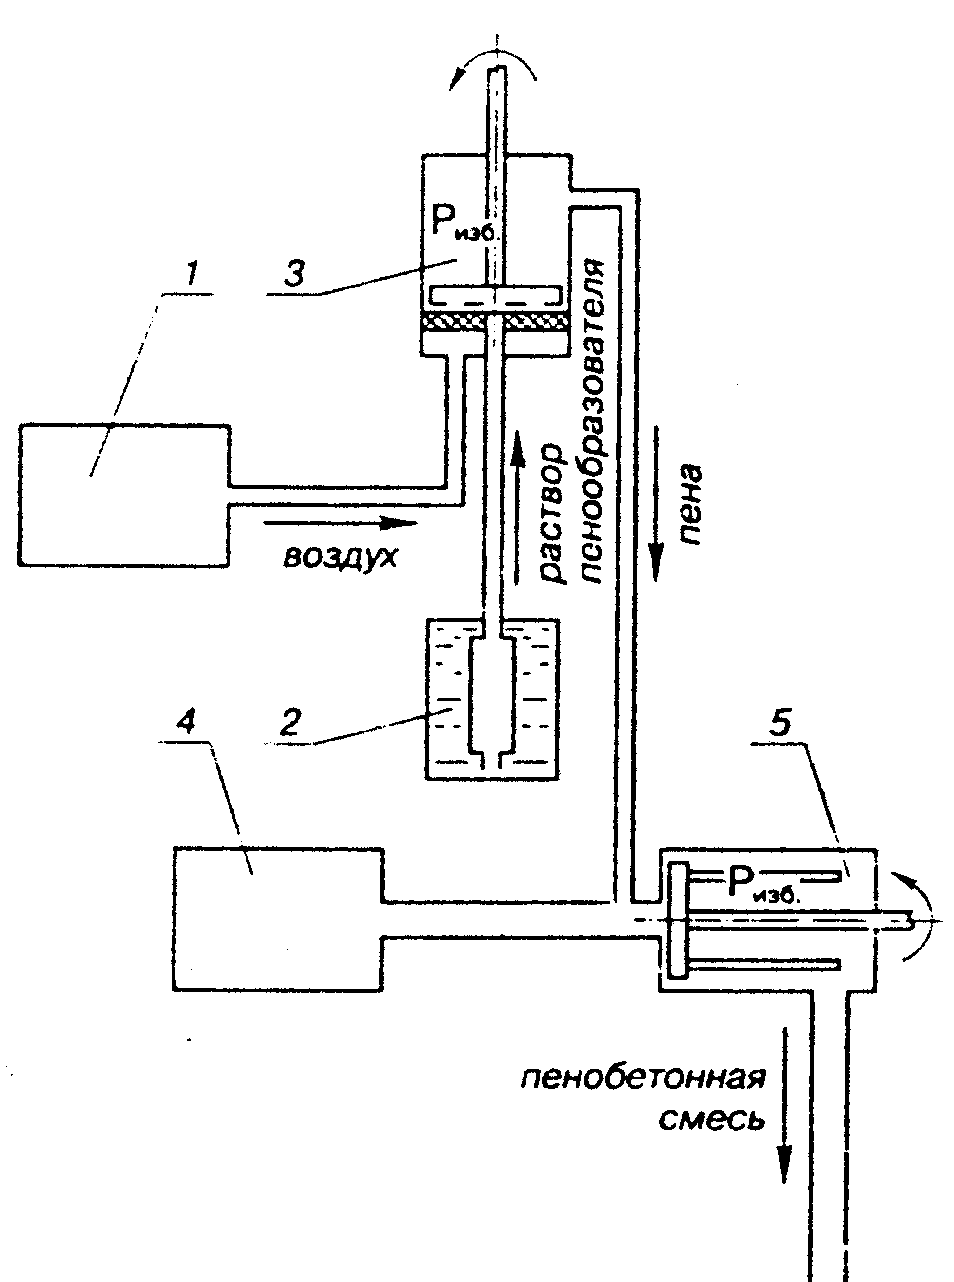 Pизб.
1
3
воздух
раствор
пенообразователя
пена
4
2
5
Pизб.
пенобетонная
смесь